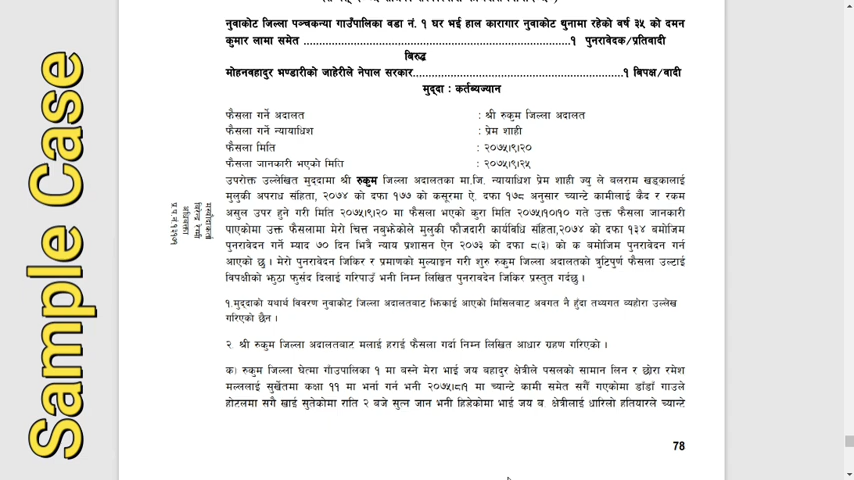 Sample Case
नुवाकोट जिल्ला पञ्चकन्या गाउँपालिका वडा नं. १ घर भई हाल कारागार नुवाकोट थुनामा रहेको वर्ष ३५ को दमन
कुमार लामा समेत ........................................................................१ पुनरावेदक/प्रतिवादी
बिरुद्ध
मोहनवहादुर भण्डारीको जाहेरीले नेपाल सरकार.........................................................१ बिपक्ष/वादी
मुद्दा : कर्तब्यज्यान
फैसला गर्ने अदालत : श्री रुकुम जिल्ला अदालत
फैसला गर्ने न्यायाधिश : प्रेम शाही
फैसला मिति : २०७५।९।२०
फैसला जानकारी भएको मिति : २०७५।९।२५
उपरोक्त उल्लेखित मुद्दामा श्री रुकुम जिल्ला अदालतका मा.जि. न्यायाधिश प्रेम शाही ज्यु ले बलराम खड्कालाई
मुलुकी अपराध संहिता, २०७४ को दफा १७७ को कसूरमा ऐ. दफा १७८ अनुसार च्यान्टे कामीलाई कैद र रकम
असुल उपर हुने गरी मिति २०७५।९।२० मा फैसला भएको कुरा मिति २०७५।१०।१० गते उक्त फैसला जानकारी
पाएकोमा उक्त फैसलामा मेरो चित्त नबुझेकोले मुलुकी फौजदारी कार्यविधि संहिता,२०७४ को दफा १३४ बमोजिम
पुनरावेदन गर्ने म्याद ७० दिन भित्रै न्याय प्रशासन ऐन २०७३ को दफा ८(३) को क बमोजिम पुनरावेदन गर्न
आएको छु । मेरो पुनरावेदन जिकिर र प्रमाणको मुल्याङ्कन गरी शुरु रुकुम जिल्ला अदालतको त्रुटिपुर्ण फैसला उल्टाई
विपक्षीको झुठा फुसंद दिलाई गरिपाउँ भनी निम्न लिखित पुनरावदेन जिकिर प्रस्तुत गर्दछु ।
१.मुद्दाको यथार्थ विवरण नुवाकोट जिल्ला अदालतबाट झिकाई आएको मिसिलबाट अवगत नै हुँदा तथ्यगत व्यहोरा उल्लेख
गरिएको छैन ।
२. श्री रुकुम जिल्ला अदालतबाट मलाई हराई फैसला गर्दा निम्न लिखित आधार ग्रहण गरिएको ।
क) रुकुम जिल्ला घेत्मा गाँउपालिका १ मा बस्ने मेरा भाई जय बहादुर क्षेत्रीले पसलको सामान लिन र छोरा रमेश
मल्ललाई सुर्खेतमा कक्षा ११ मा भर्ना गर्न भनी २०७५।८।१ मा च्यान्टे कामी समेत सगैं गएकोमा डाँडाँ गाउले
होटलमा सगै खाई सुतेकोमा राति २ बजे सुत्न जान भनी हिडेकोमा भाई जय ब. क्षेत्रीलाई धारिलो हतियारले च्यान्टे
78